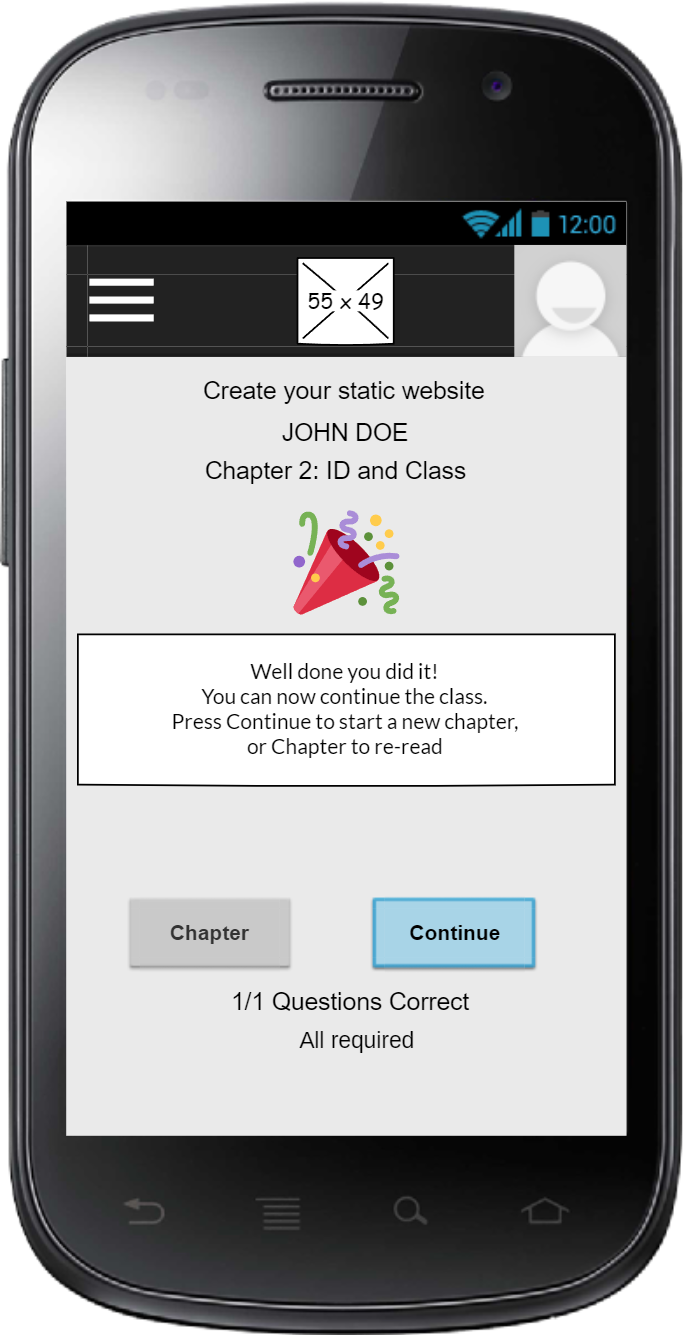 12:00
55 x 49
Create your static website
JOHN DOE
Chapter 2: ID and Class
Well done you did it!
You can now continue the class.
Press Continue to start a new chapter,
or Chapter to re-read
Chapter
Continue
1/1 Questions Correct
All required